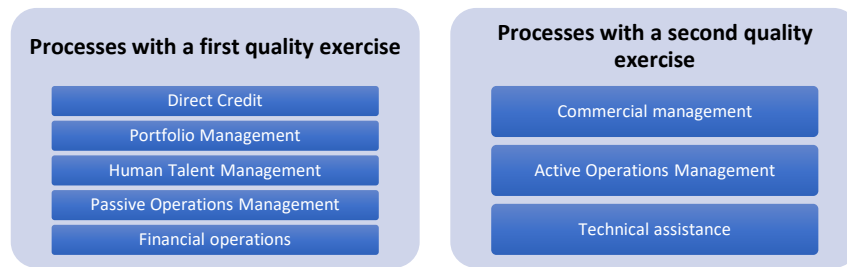 Processes with a first quality exercise
Direct Credit
Portfolio Management
Human Talent Management
Passive Operations Management
Financial operations
Processes with a second quality
exercise
Commercial management
Active Operations Management
Technical assistance